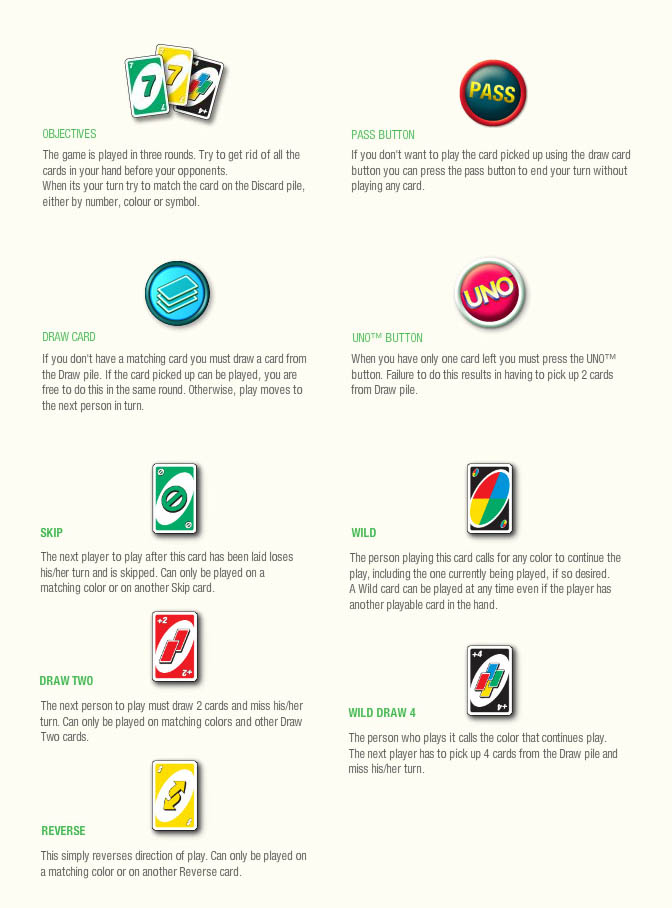 7
7
7
+4
+4
OBJECTIVES
The game is played in three rounds. Try to get rid of all the
cards in your hand before your opponents.
When its your turn try to match the card on the Discard pile,
either by number, colour or symbol.
PASS
PASS BUTTON
If you don't want to play the card picked up using the draw card
button you can press the pass button to end your turn without
playing any card.
DRAW CARD
If you don't have a matching card you must draw a card from
the Draw pile. If the card picked up can be played, you are
free to do this in the same round. Otherwise, play moves to
the next person in turn.
UNO
UNO™ BUTTON
When you have only one card left you must press the UNO™
button. Failure to do this results in having to pick up 2 cards
from Draw pile.
SKIP
The next player to play after this card has been laid loses
his/her turn and is skipped. Can only be played on a
matching color or on another Skip card.
WILD
The person playing this card calls for any color to continue the
play, including the one currently being played, if so desired.
A Wild card can be played at any time even if the player has
another playable card in the hand.
+2
+2
DRAW TWO
The next person to play must draw 2 cards and miss his/her
turn. Can only be played on matching colors and other Draw
Two cards.
+4
+4
WILD DRAW 4
The person who plays it calls the color that continues play.
The next player has to pick up 4 cards from the Draw pile and
miss his/her turn.
REVERSE
This simply reverses direction of play. Can only be played on
a matching color or on another Reverse card.